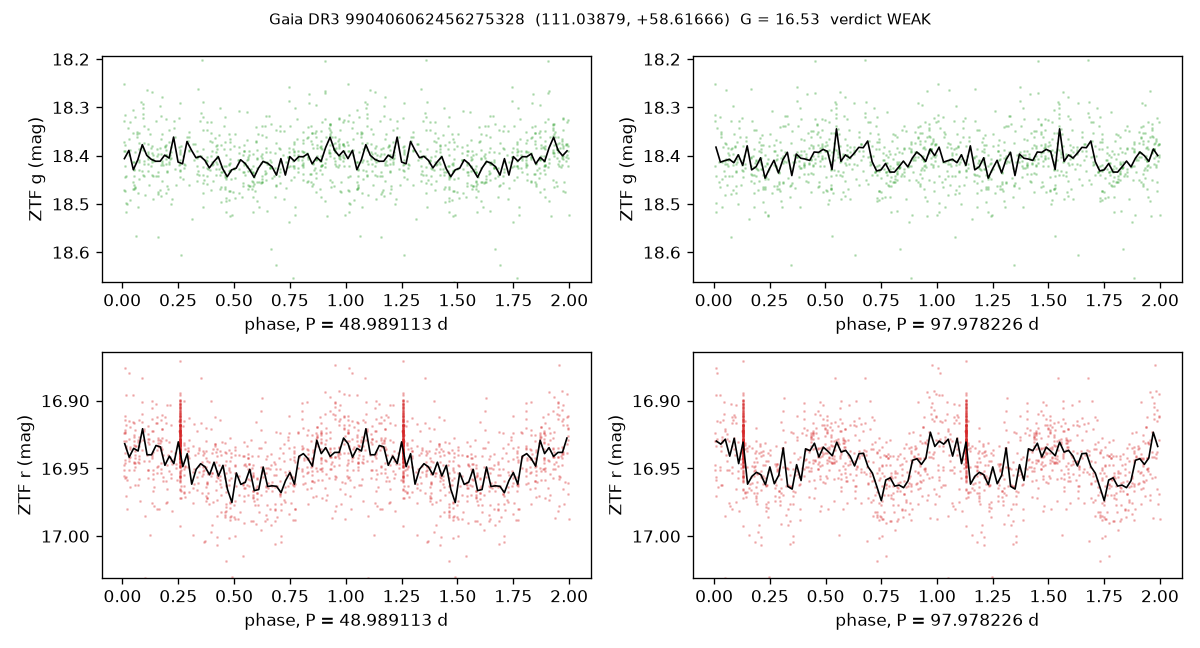 Gaia DR3 990406062456275328  (111.03879, +58.61666)  G = 16.53  verdict WEAK
18.2
18.3
18.4
18.5
18.6
ZTF g (mag)
0.00 0.25 0.50 0.75 1.00 1.25 1.50 1.75 2.00
phase, P = 48.989113 d
18.2
18.3
18.4
18.5
18.6
ZTF g (mag)
0.00 0.25 0.50 0.75 1.00 1.25 1.50 1.75 2.00
phase, P = 97.978226 d
16.90
16.95
17.00
ZTF r (mag)
0.00 0.25 0.50 0.75 1.00 1.25 1.50 1.75 2.00
phase, P = 48.989113 d
16.90
16.95
17.00
ZTF r (mag)
0.00 0.25 0.50 0.75 1.00 1.25 1.50 1.75 2.00
phase, P = 97.978226 d